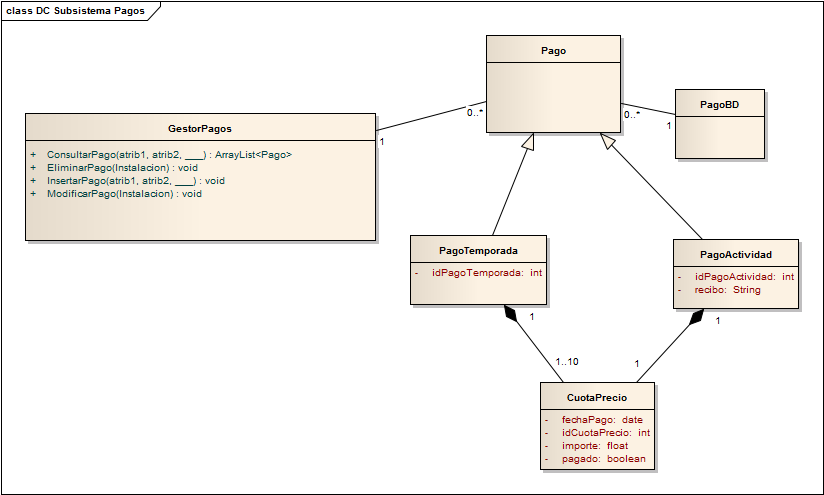 class DC Subsistema Pagos
Pago
PagoBD
GestorPagos
+ ConsultarPago(atrib1, atrib2, ___) : ArrayList<Pago>
+ EliminarPago(Instalacion) : void
+ InsertarPago(atrib1, atrib2, ___) : void
+ ModificarPago(Instalacion) : void
1
0..*
0..*
1
PagoTemporada
- idPagoTemporada: int
PagoActividad
- idPagoActividad: int
- recibo: String
1
1
1..10
1
CuotaPrecio
- fechaPago: date
- idCuotaPrecio: int
- importe: float
- pagado: boolean